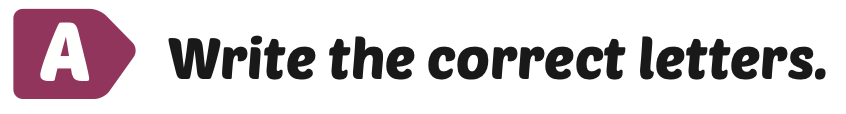 A Write the correct letters.